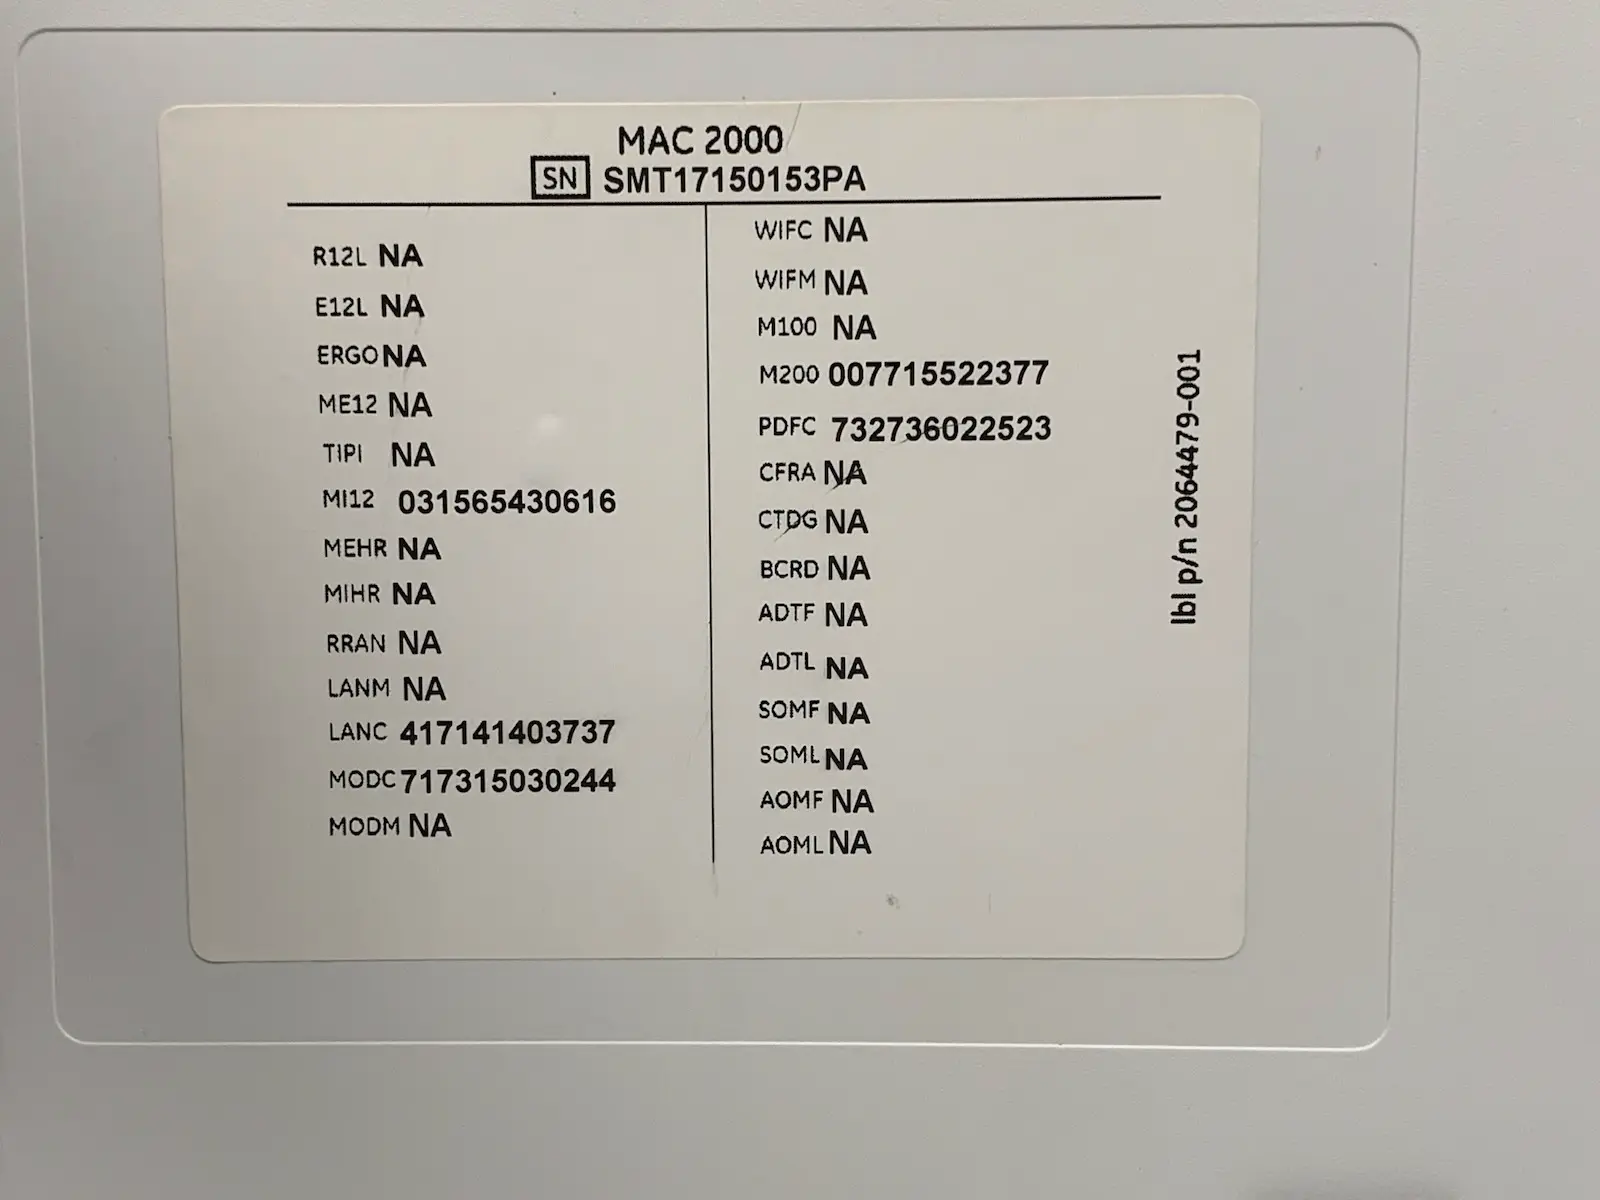 MAC 2000
SN SMT17150153PA
R12L NA
E12L NA
ERGO NA
ME12 NA
TIPI NA
MI12 031565430616
MEHR NA
MIHR NA
RRAN NA
LANM NA
LANC 417141403737
MODC 717315030244
MODM NA
WIFC NA
WIFM NA
M100 NA
M200 007715522377
PDFC 732736022523
CFRA NA
CTDG NA
BCRD NA
ADTF NA
ADTL NA
SOMF NA
SOML NA
AOMF NA
AOML NA
lbl p/n 2064479-001